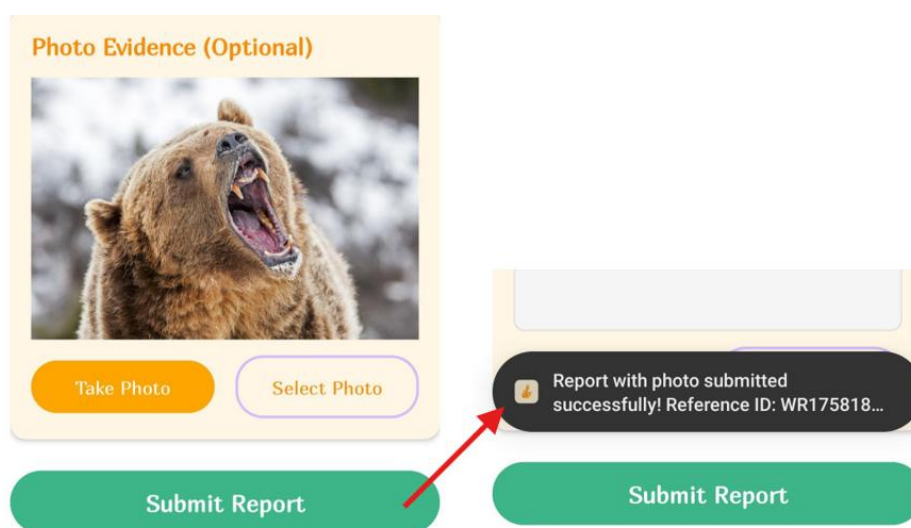 Photo Evidence (Optional)
Take Photo
Select Photo
Submit Report
Report with photo submitted
successfully! Reference ID: WR175818...
Submit Report